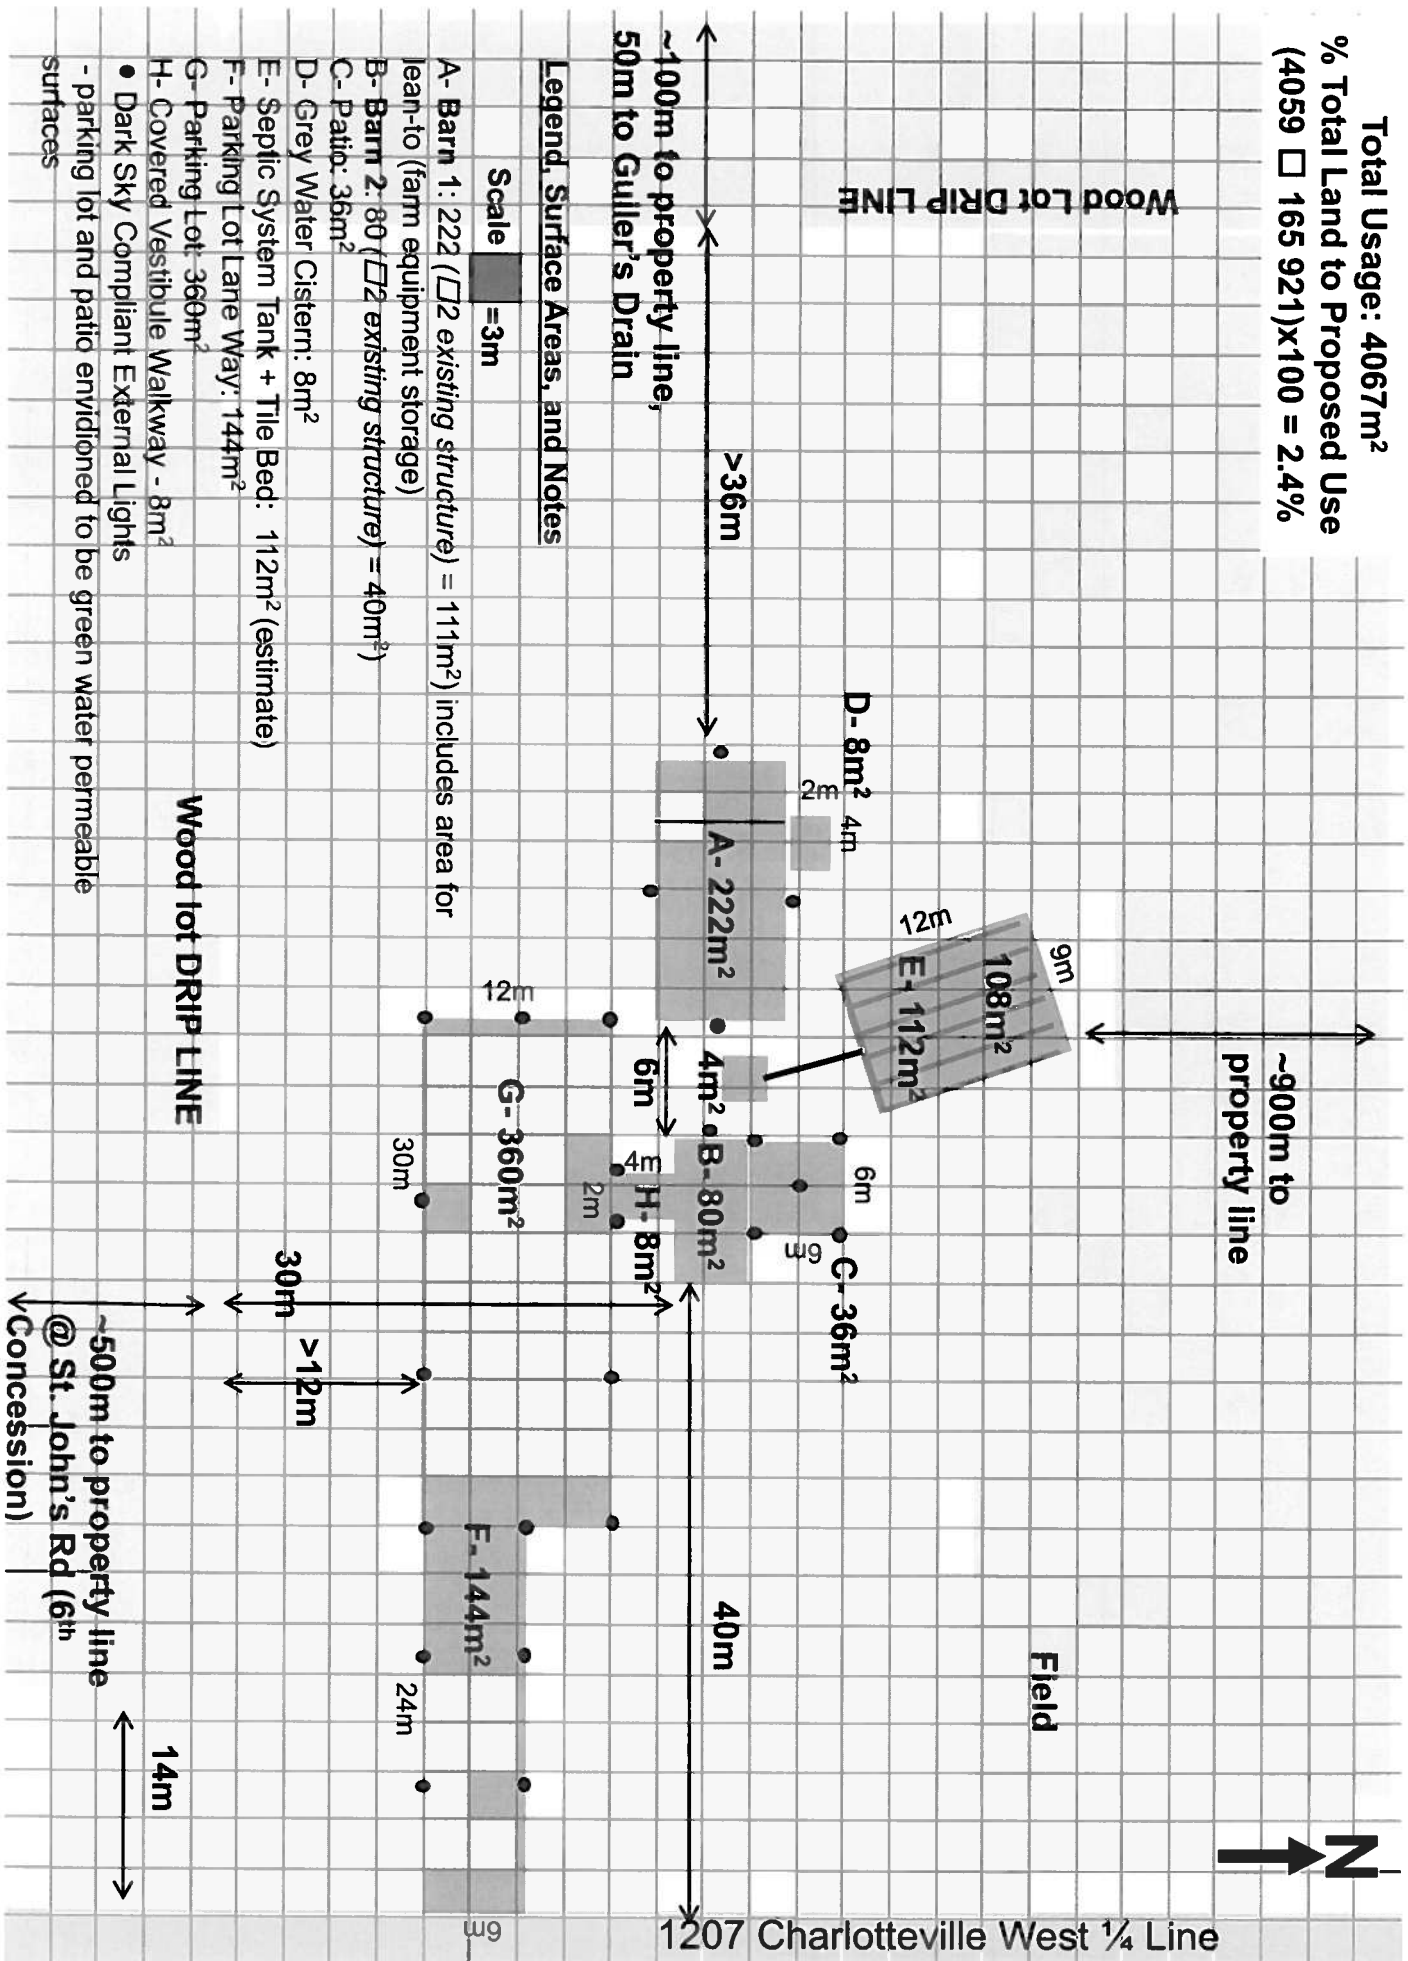 Total Usage: 4067m²
% Total Land to Proposed Use
(4059 □ 165 921)x100 = 2.4%
Wood Lot DRIP LINE
~100m to property line,
50m to Guiler's Drain
>36m
Legend, Surface Areas, and Notes
Scale =3m
A- Barn 1: 222 (□2 existing structure) = 111m²) includes area for
lean-to (farm equipment storage)
B- Barn 2: 80 (□2 existing structure) = 40m²)
C- Patio: 36m²
D- Grey Water Cistern: 8m²
E- Septic System Tank + Tile Bed: 112m² (estimate)
F- Parking Lot Lane Way: 144m²
G- Parking Lot: 360m²
H- Covered Vestibule Walkway - 8m²
• Dark Sky Compliant External Lights
- parking lot and patio envidioned to be green water permeable
surfaces
D- 8m²
2m
4m
A- 222m²
12m
9m
108m²
E- 112m²
~900m to
property line
4m²
6m
12m
G- 360m²
30m
B- 80m²
4m
2m
H- 8m²
6m
6m
C- 36m²
Wood lot DRIP LINE
30m
>12m
~500m to property line
@ St. John's Rd (6th
Concession)
F- 144m²
24m
14m
40m
Field
6m
N
1207 Charlotteville West ¼ Line